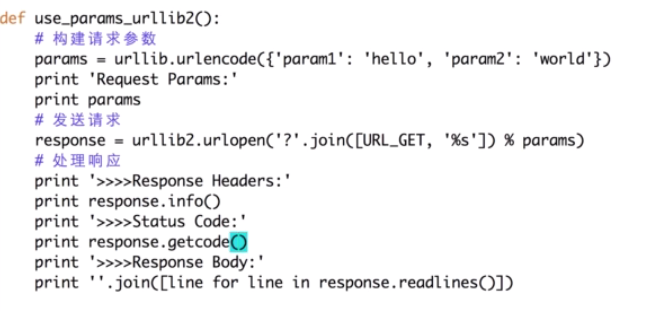 def use_params_urllib2():
    # 构建请求参数
    params = urllib.urlencode({'param1': 'hello', 'param2': 'world'})
    print 'Request Params:'
    print params
    # 发送请求
    response = urllib2.urlopen('?'.join([URL_GET, '%s']) % params)
    # 处理响应
    print '>>>>Response Headers:'
    print response.info()
    print '>>>>Status Code:'
    print response.getcode()
    print '>>>>Response Body:'
    print ''.join([line for line in response.readlines()])